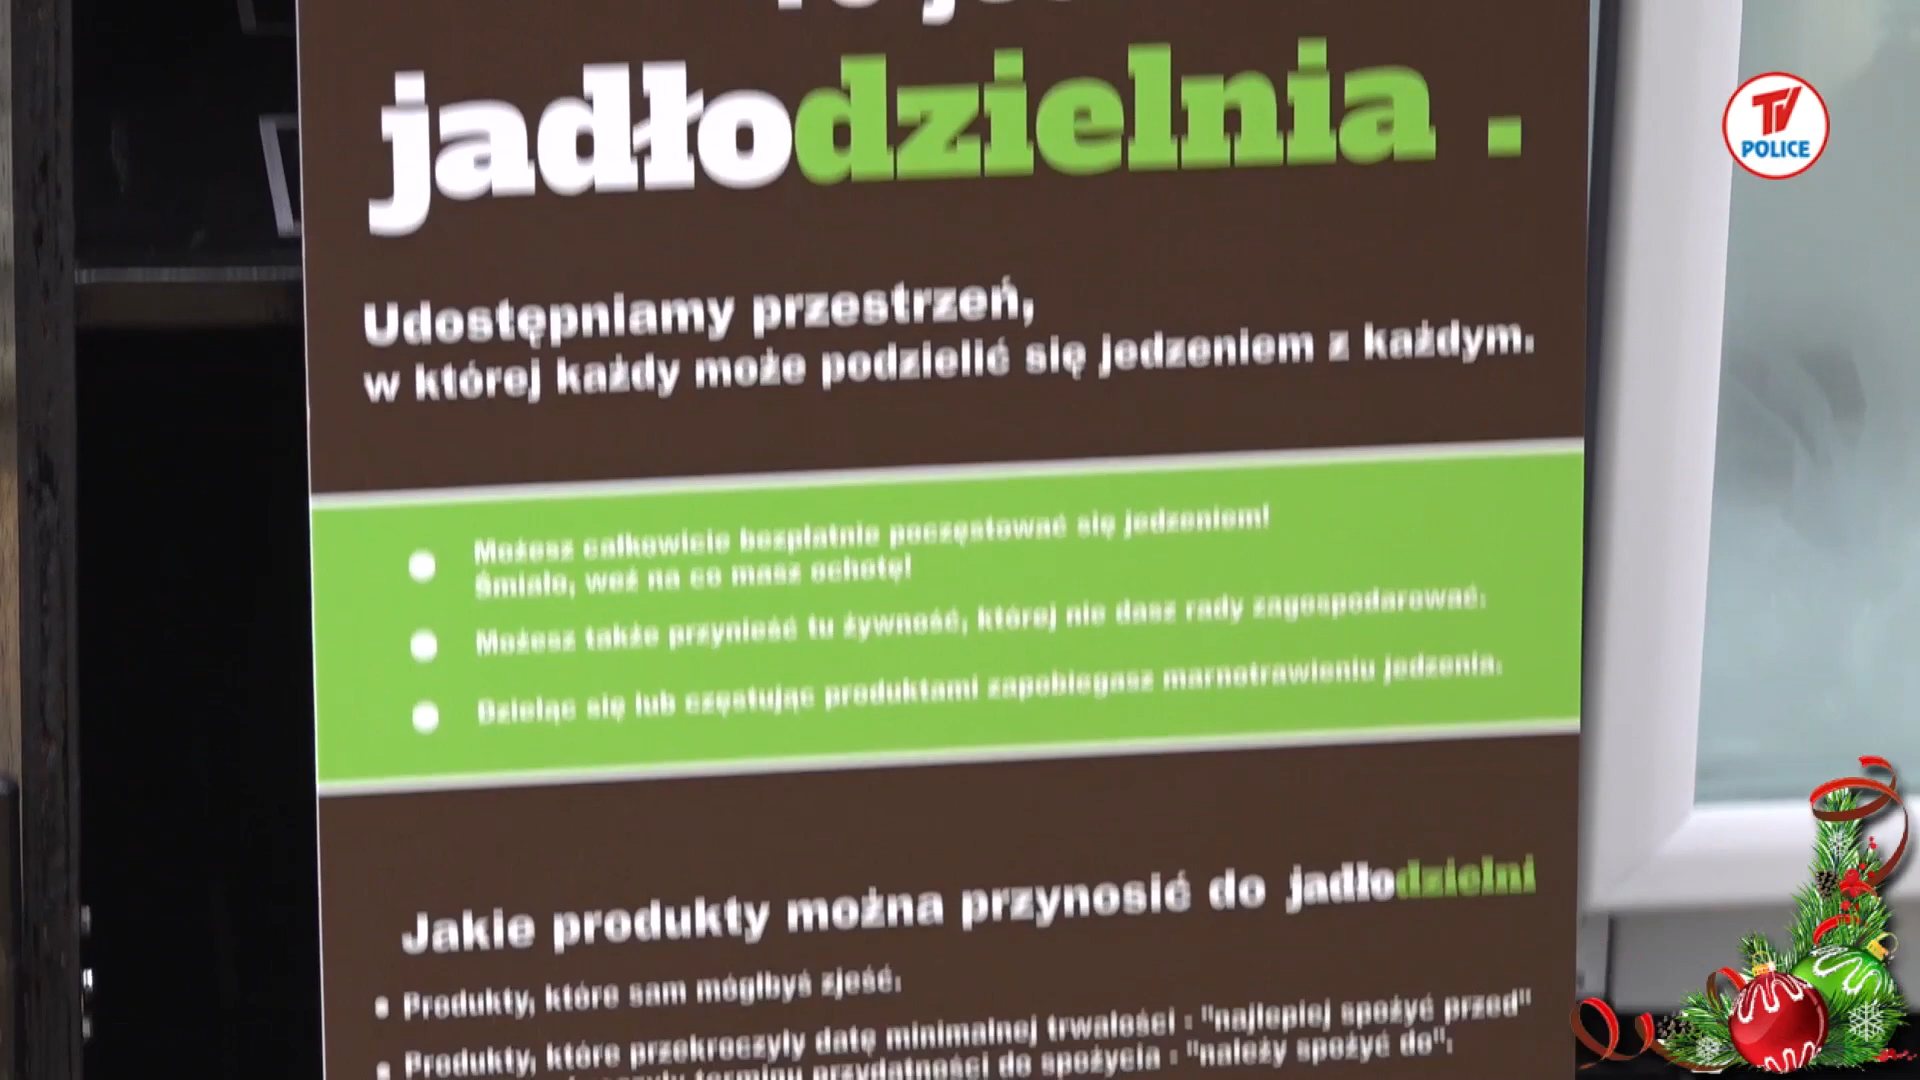 jadłodzielnia .
TV
POLICE
Udostępniamy przestrzeń,
w której każdy może podzielić się jedzeniem z każdym.
Możesz całkowicie bezpłatnie poczęstować się jedzeniem!
Śmiało, weź na co masz ochotę!
Możesz także przynieść tu żywność, której nie dasz rady zagospodarować.
Dzieląc się lub częstując produktami zapobiegasz marnotrawieniu jedzenia.
Jakie produkty można przynosić do jadłodzielni
Produkty, które sam mógłbyś zjeść.
Produkty, które przekroczyły datę minimalnej trwałości : "najlepiej spożyć przed"
terminu przydatności do spożycia : "należy spożyć do".